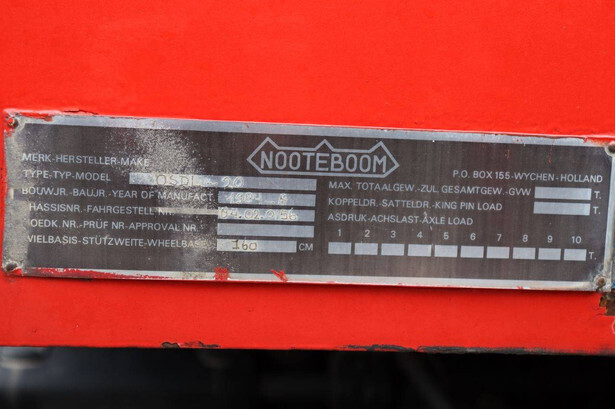 NOOTEBOOM
P.O. BOX 155-WYCHEN-HOLLAND
MERK-HERSTELLER-MAKE
TYPE-TYP-MODEL OSDL
BOUWJR.-BAUJR.-YEAR OF MANUFACT.
HASSISNR.-FAHRGESTELL NR.
OEDK.NR.-PRÜF NR-APPROVAL NR.
VIELBASIS-STÜTZWEITE-WHEELBASE 160 CM
MAX. TOTAALGEW.-ZUL. GESAMTGEW.-GVW T.
KOPPELDR.-SATTELDR.-KING PIN LOAD T.
ASDRUK-ACHSLAST-AXLE LOAD
1 2 3 4 5 6 7 8 9 10
T.